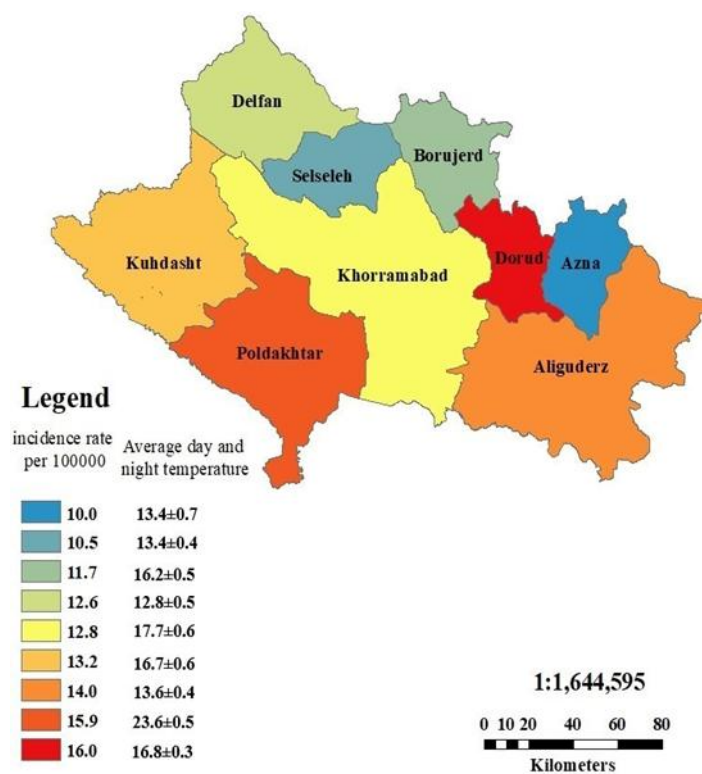 Delfan
Borujerd
Selseleh
Kuhdasht
Khorramabad
Dorud
Azna
Poldakhtar
Aliguderz
Legend
incidence rate
per 100000
Average day and
night temperature
10.0 13.4±0.7
10.5 13.4±0.4
11.7 16.2±0.5
12.6 12.8±0.5
12.8 17.7±0.6
13.2 16.7±0.6
14.0 13.6±0.4
15.9 23.6±0.5
16.0 16.8±0.3
1:1,644,595
0 10 20 40 60 80
Kilometers